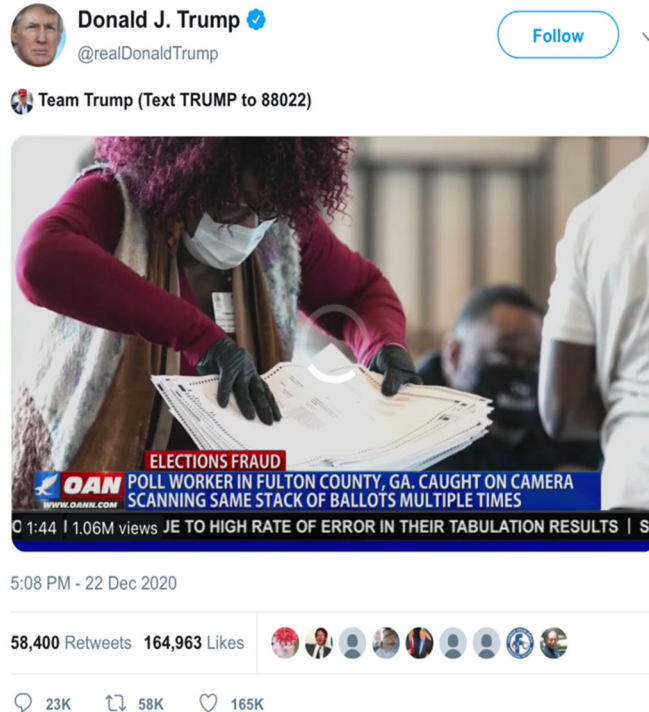 Donald J. Trump
@realDonaldTrump
Follow
Team Trump (Text TRUMP to 88022)
ELECTIONS FRAUD
OAN
WWW.OANN.COM
POLL WORKER IN FULTON COUNTY, GA. CAUGHT ON CAMERA
SCANNING SAME STACK OF BALLOTS MULTIPLE TIMES
1:44 | 1.06M views
TO HIGH RATE OF ERROR IN THEIR TABULATION RESULTS |
5:08 PM - 22 Dec 2020
58,400 Retweets 164,963 Likes
23K 58K 165K